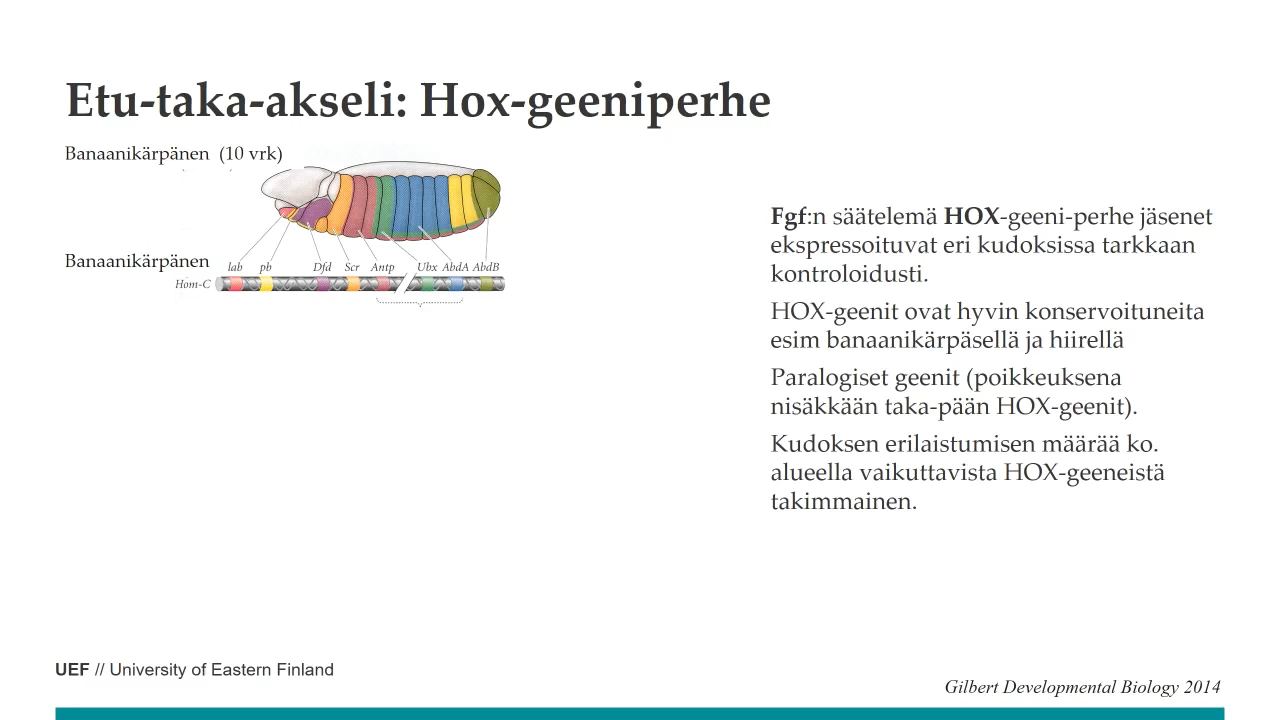 Etu-taka-akseli: Hox-geeniperhe
Banaanikärpänen (10 vrk)
Banaanikärpänen
lab pb Dfd Scr Antp Ubx AbdA AbdB
Hom-C
Fgf:n säätelemä HOX-geeni-perhe jäsenet
ekspressoituvat eri kudoksissa tarkkaan
kontroloidusti.
HOX-geenit ovat hyvin konservoituneita
esim banaanikärpäsellä ja hiirellä
Paralogiset geenit (poikkeuksena
nisäkkään taka-pään HOX-geenit).
Kudoksen erilaistumisen määrää ko.
alueella vaikuttavista HOX-geeneistä
takimmainen.
UEF // University of Eastern Finland
Gilbert Developmental Biology 2014